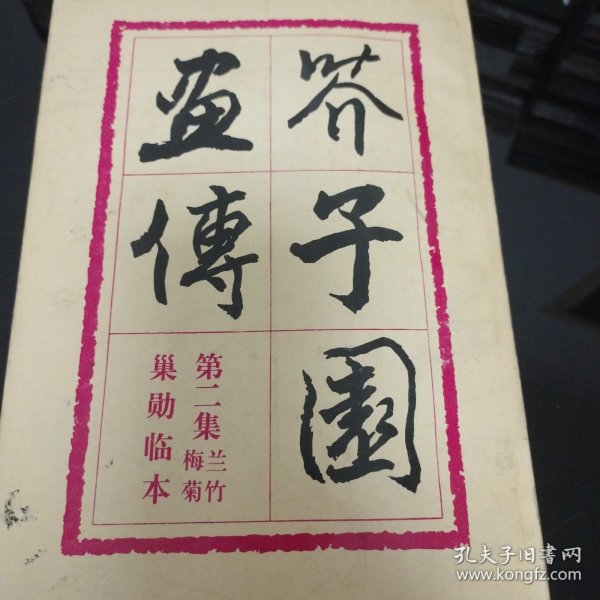 芥子園
畫傳
第二集 兰竹
梅菊
巢勋临本
孔夫子旧書网
www.kongfz.com